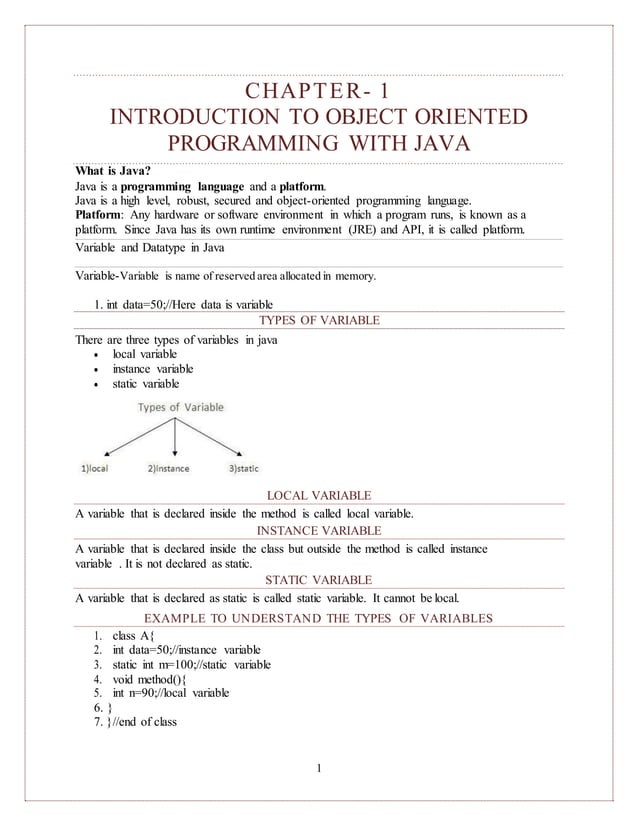 CHAPTER- 1
INTRODUCTION TO OBJECT ORIENTED
PROGRAMMING WITH JAVA
What is Java?
Java is a programming language and a platform.
Java is a high level, robust, secured and object-oriented programming language.
Platform: Any hardware or software environment in which a program runs, is known as a
platform. Since Java has its own runtime environment (JRE) and API, it is called platform.
Variable and Datatype in Java
Variable-Variable is name of reserved area allocated in memory.
1. int data=50;//Here data is variable
TYPES OF VARIABLE
There are three types of variables in java
• local variable
• instance variable
• static variable
Types of Variable
1)local 2)instance 3)static
LOCAL VARIABLE
A variable that is declared inside the method is called local variable.
INSTANCE VARIABLE
A variable that is declared inside the class but outside the method is called instance
variable . It is not declared as static.
STATIC VARIABLE
A variable that is declared as static is called static variable. It cannot be local.
EXAMPLE TO UNDERSTAND THE TYPES OF VARIABLES
1. class A{
2. int data=50;//instance variable
3. static int m=100;//static variable
4. void method(){
5. int n=90;//local variable
6. }
7. }//end of class
1